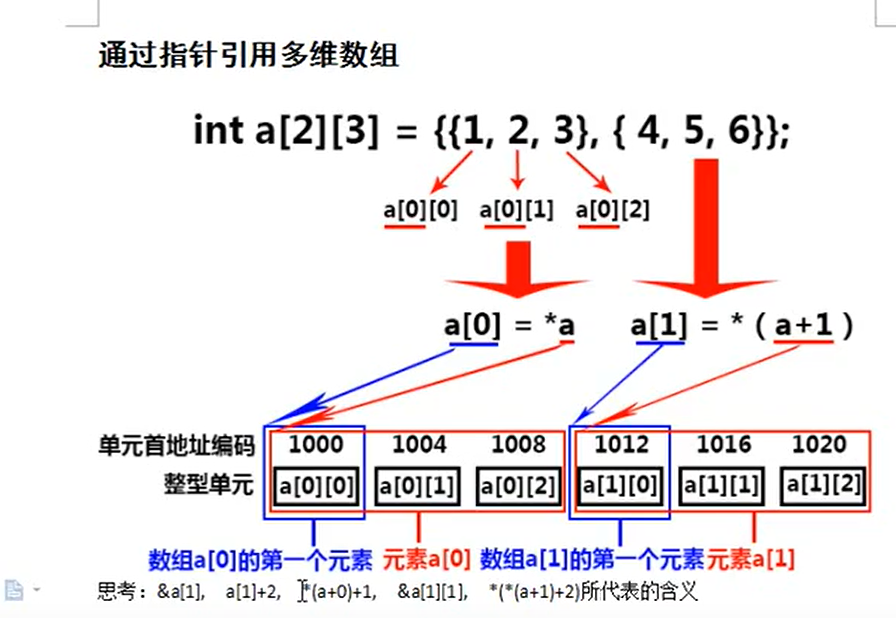 通过指针引用多维数组
int a[2][3] = {{1, 2, 3}, { 4, 5, 6}};
a[0][0] a[0][1] a[0][2]
a[0] = *a a[1] = * ( a+1 )
单元首地址编码 1000 1004 1008 1012 1016 1020
整型单元 a[0][0] a[0][1] a[0][2] a[1][0] a[1][1] a[1][2]
数组a[0]的第一个元素 元素a[0] 数组a[1]的第一个元素 元素a[1]
思考：&a[1], a[1]+2, *(a+0)+1, &a[1][1], *(*(a+1)+2)所代表的含义